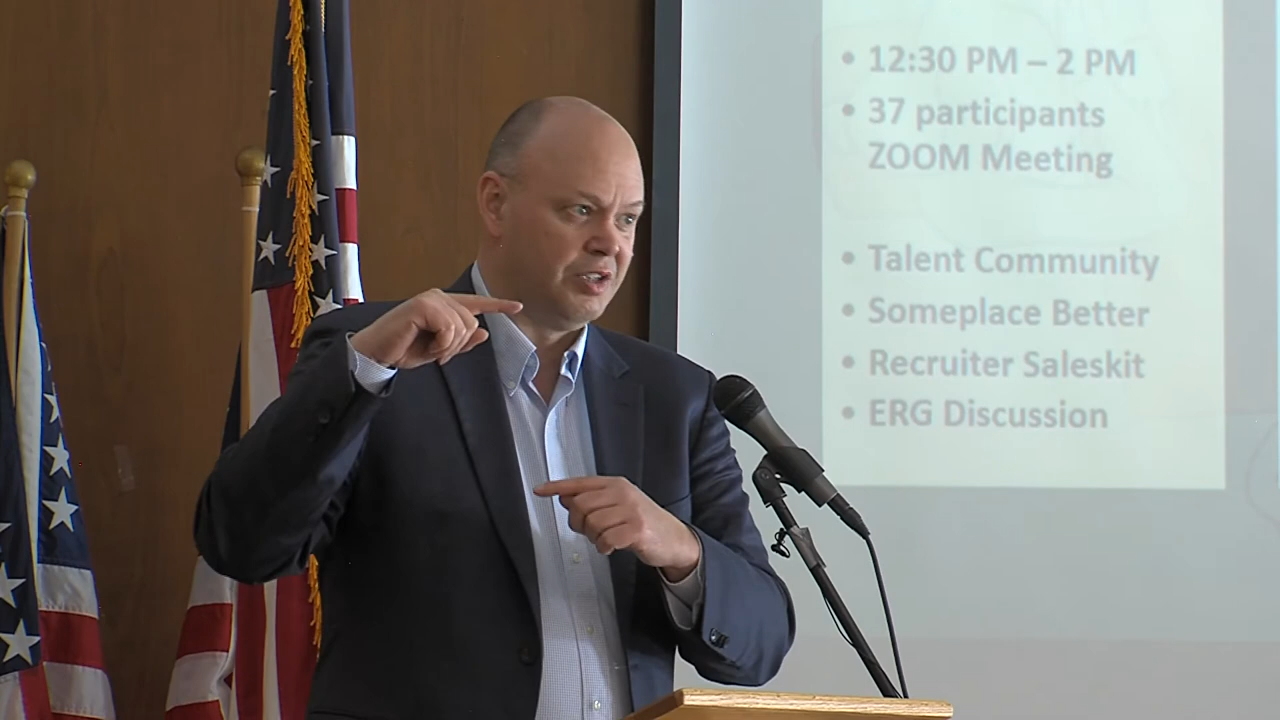 • 12:30 PM – 2 PM
• 37 participants
ZOOM Meeting
• Talent Community
• Someplace Better
• Recruiter Saleskit
• ERG Discussion